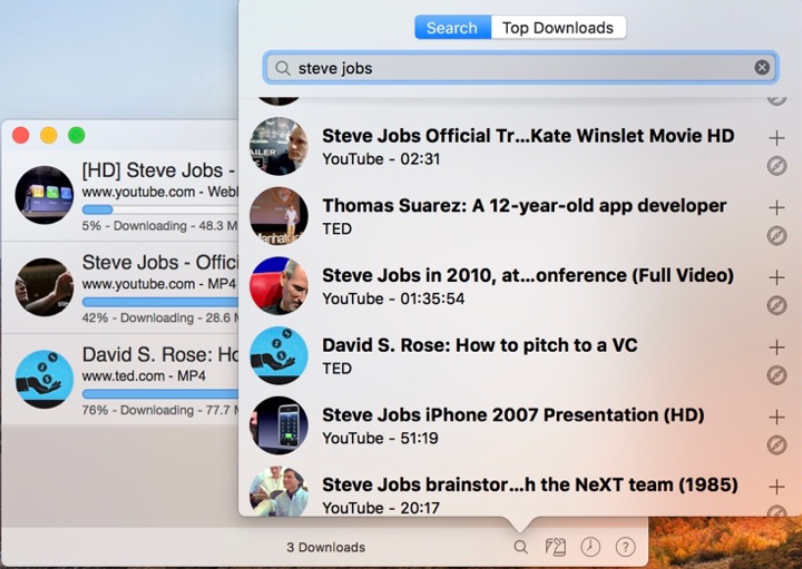 Search
Top Downloads
steve jobs
Steve Jobs Official Tr...Kate Winslet Movie HD
YouTube - 02:31
Thomas Suarez: A 12-year-old app developer
TED
Steve Jobs in 2010, at...onference (Full Video)
YouTube - 01:35:54
David S. Rose: How to pitch to a VC
TED
Steve Jobs iPhone 2007 Presentation (HD)
YouTube - 51:19
Steve Jobs brainstor...h the NeXT team (1985)
YouTube - 20:17
[HD] Steve Jobs -
www.youtube.com - Web
5% - Downloading - 48.3 M
Steve Jobs - Offici
www.youtube.com - MP4
42% - Downloading - 28.6 M
David S. Rose: Ho
www.ted.com - MP4
76% - Downloading - 77.7 M
3 Downloads